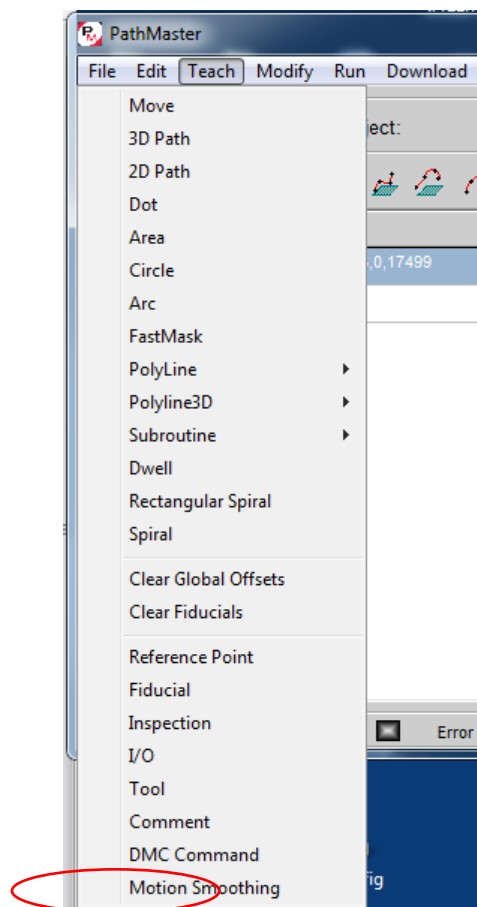 PathMaster
File Edit Teach Modify Run Download
Move
3D Path
2D Path
Dot
Area
Circle
Arc
FastMask
PolyLine
Polyline3D
Subroutine
Dwell
Rectangular Spiral
Spiral
Clear Global Offsets
Clear Fiducials
Reference Point
Fiducial
Inspection
I/O
Tool
Comment
DMC Command
Motion Smoothing
ject:
,0,17499
Error
fig